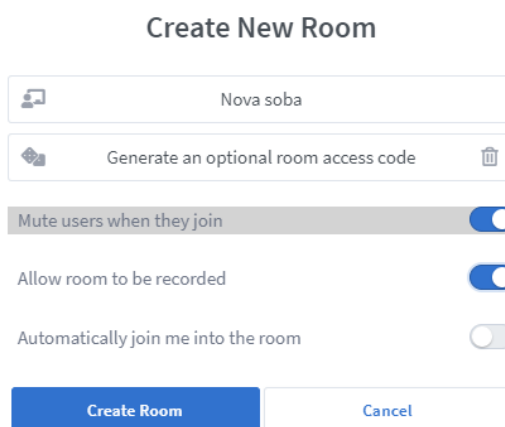 Create New Room
Nova soba
Generate an optional room access code
Mute users when they join
Allow room to be recorded
Automatically join me into the room
Create Room
Cancel